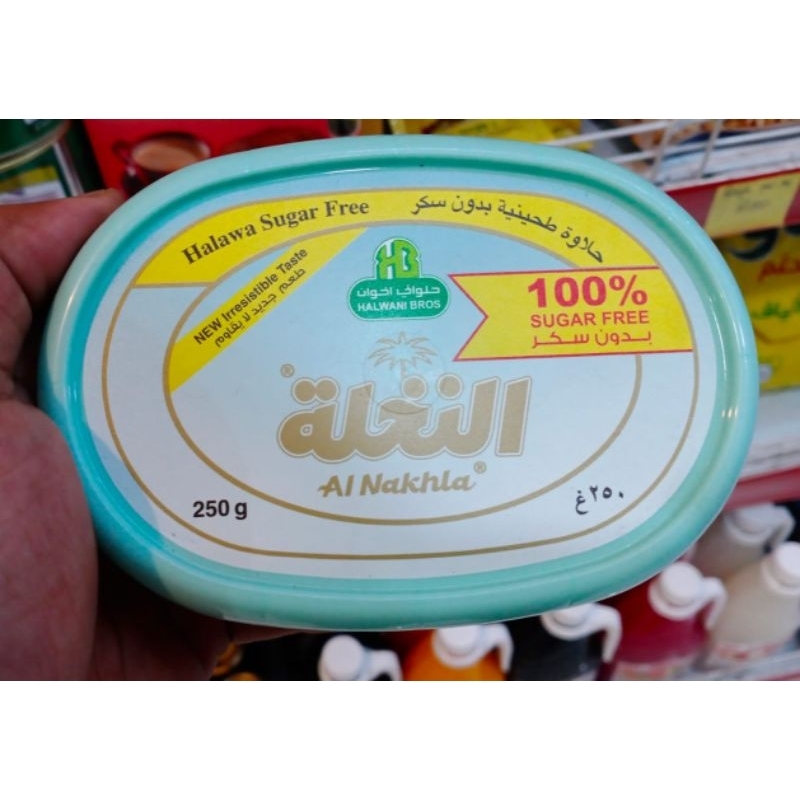 Halawa Sugar Free حلاوة طحينية بدون سكر
NEW Irresistible Taste
طعم جديد لا يقاوم
HB
حلواني اخوان
HALWANI BROS
100%
SUGAR FREE
بدون سكر
النخلة®
Al Nakhla®
250 g
٢٥٠ غ